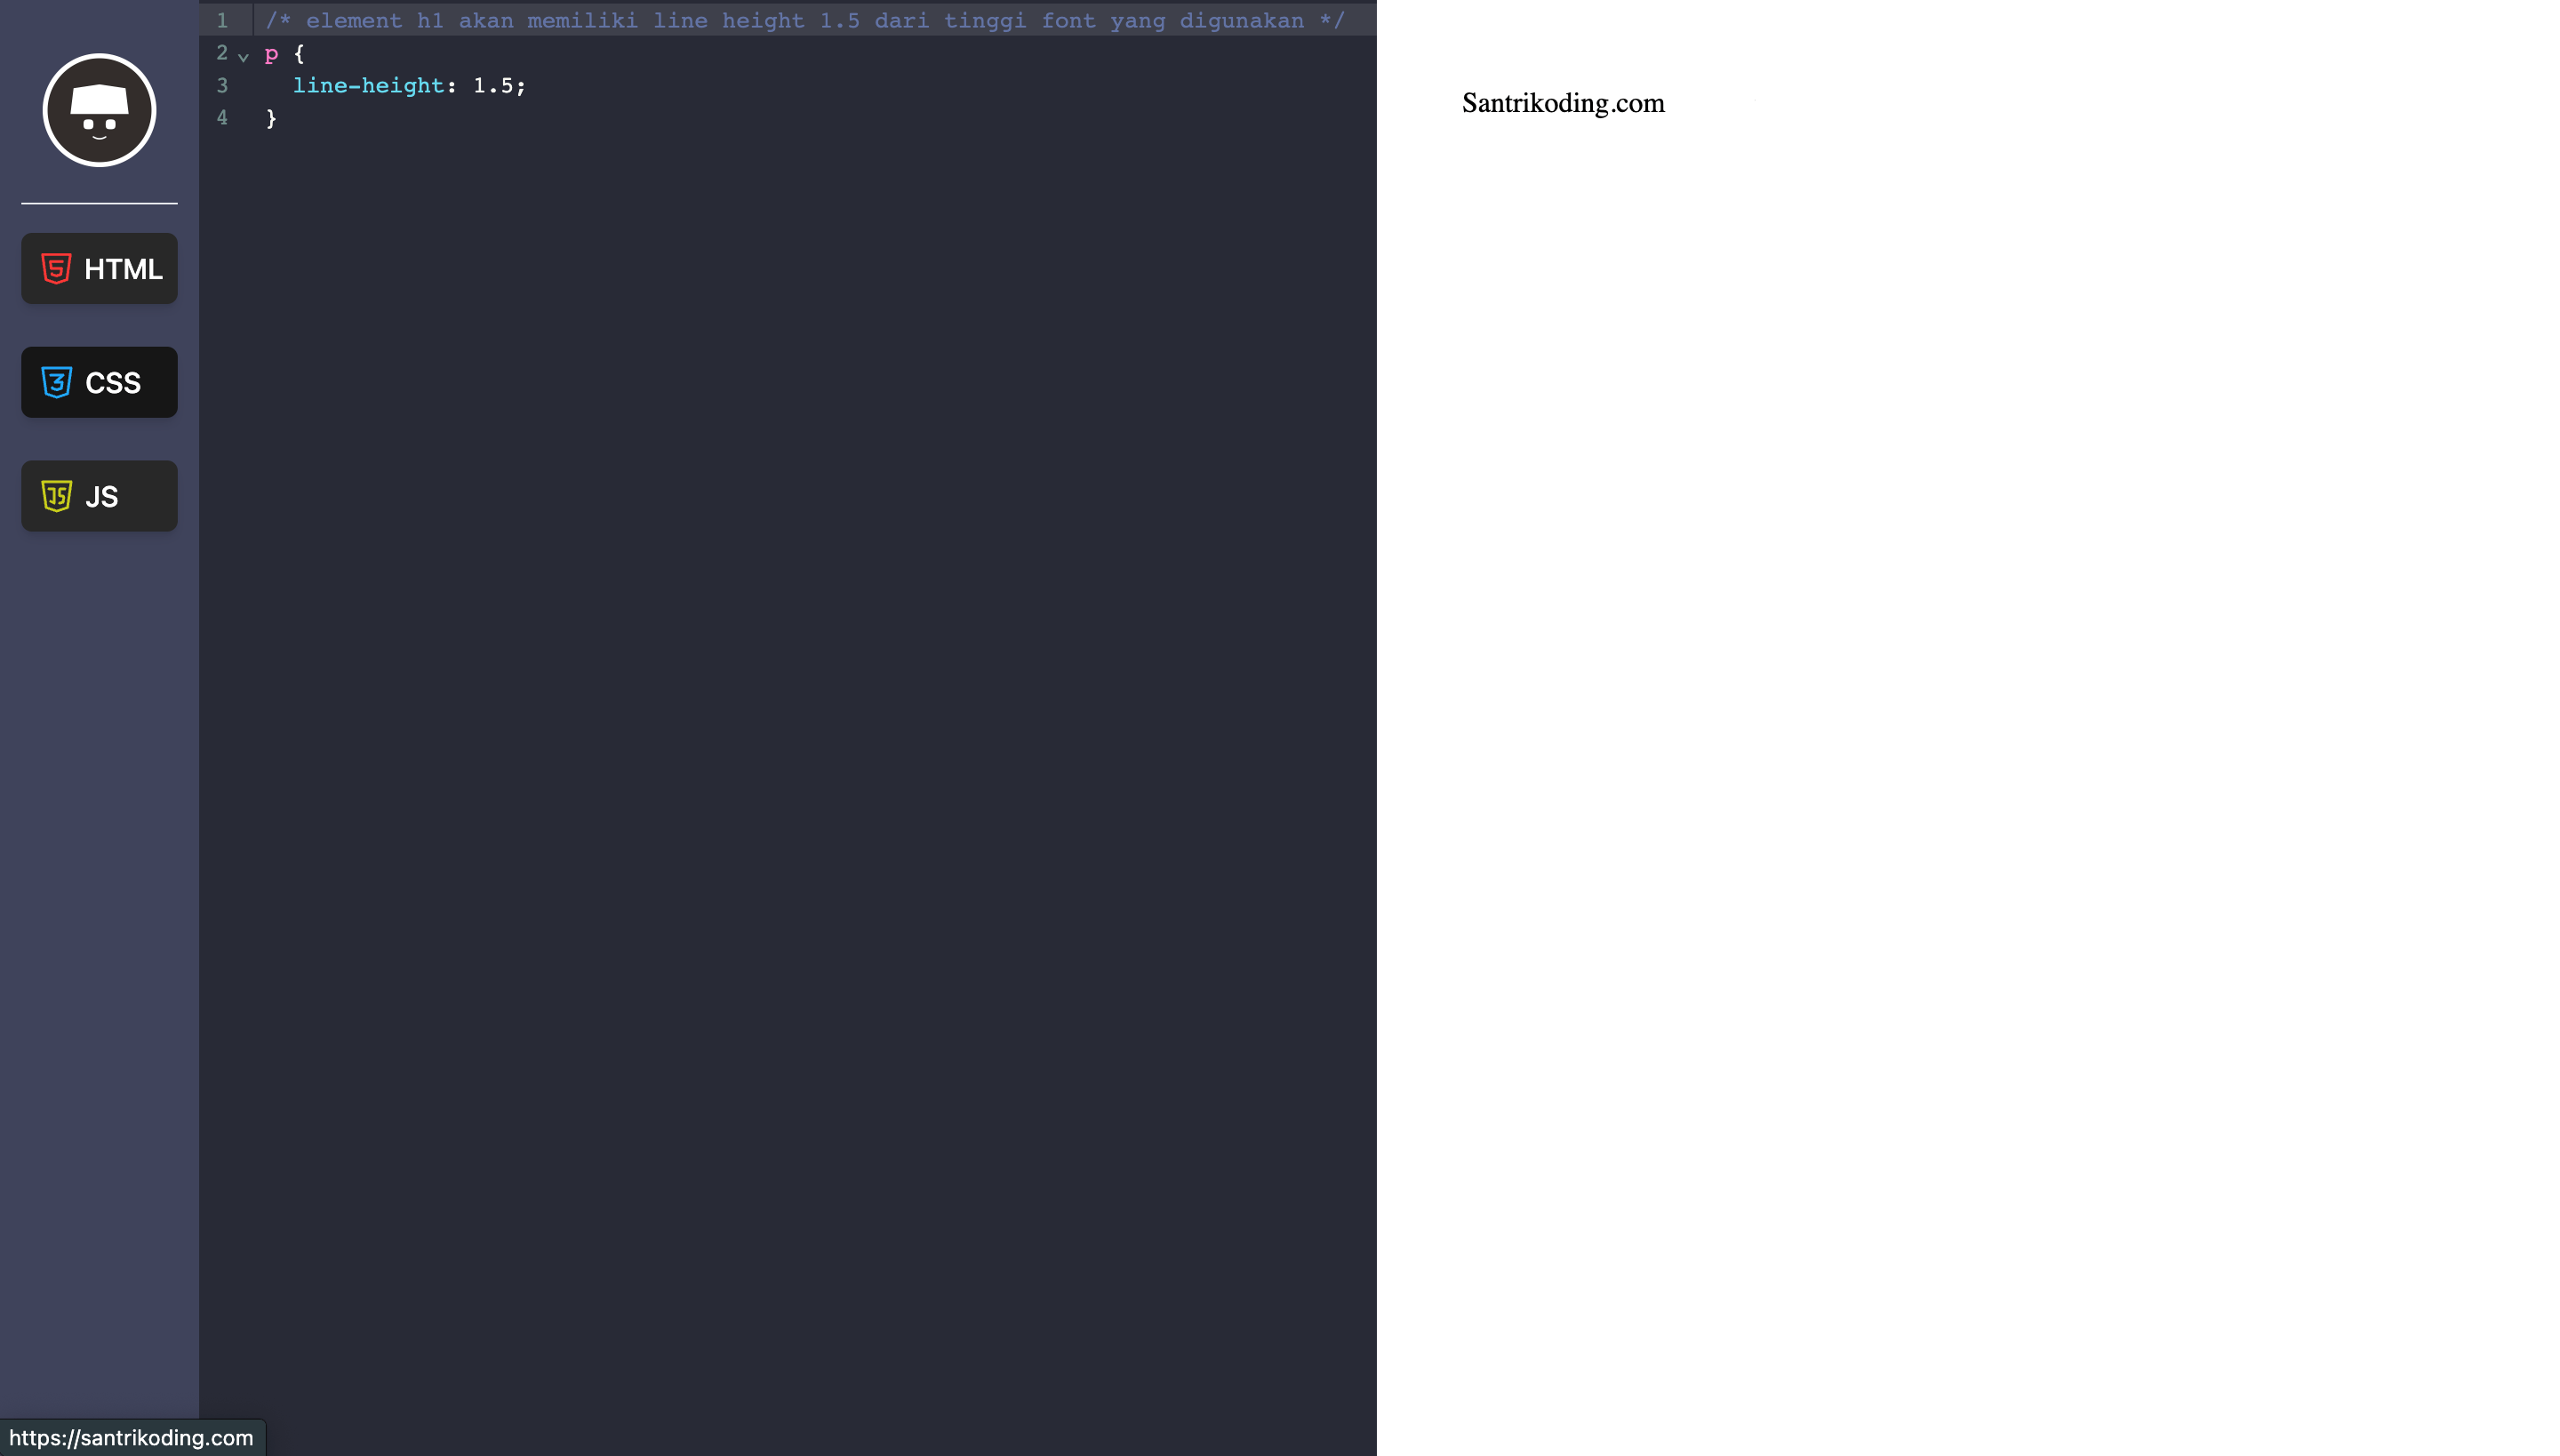 HTML
CSS
JS
1 /* element h1 akan memiliki line height 1.5 dari tinggi font yang digunakan */
2 p {
3 line-height: 1.5;
4 }
Santrikoding.com
https://santrikoding.com